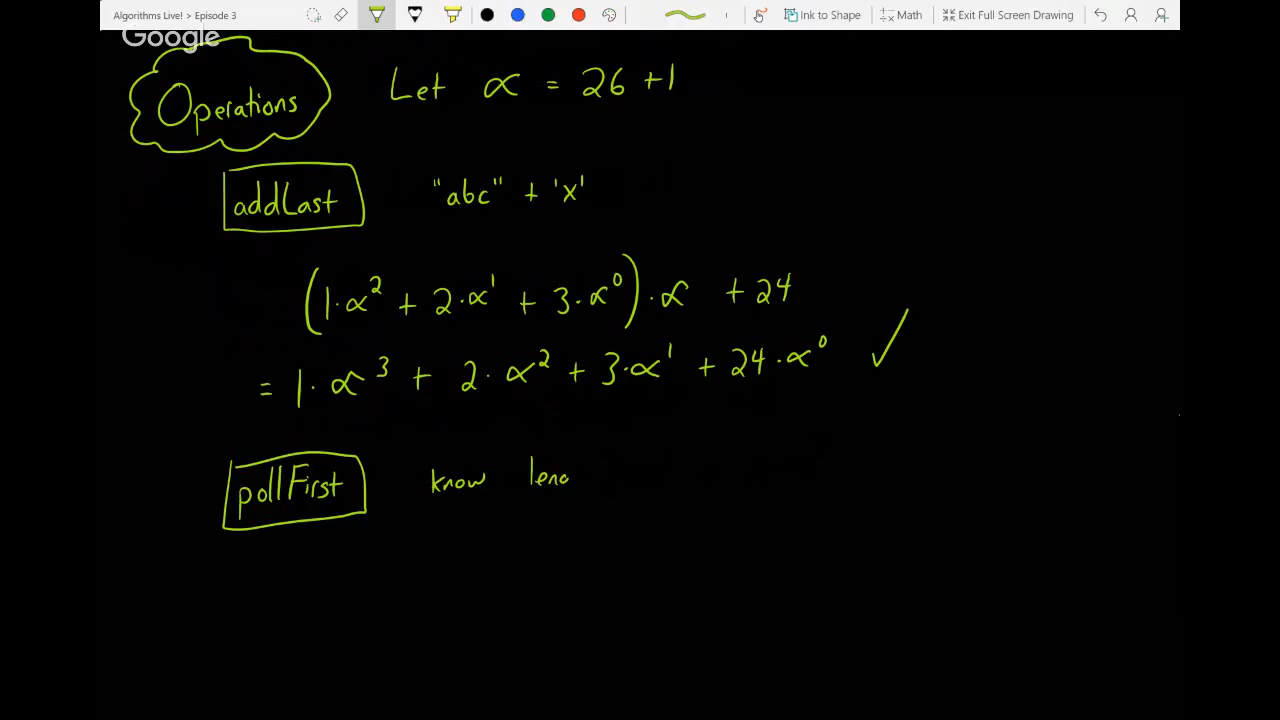 Algorithms Live! > Episode 3
Ink to Shape
Math
Exit Full Screen Drawing
Google
Operations
Let α = 26 + 1
addLast
"abc" + 'x'
(1·α² + 2·α¹ + 3·α⁰)·α + 24
= 1·α³ + 2·α² + 3·α¹ + 24·α⁰ ✓
pollFirst
know leng